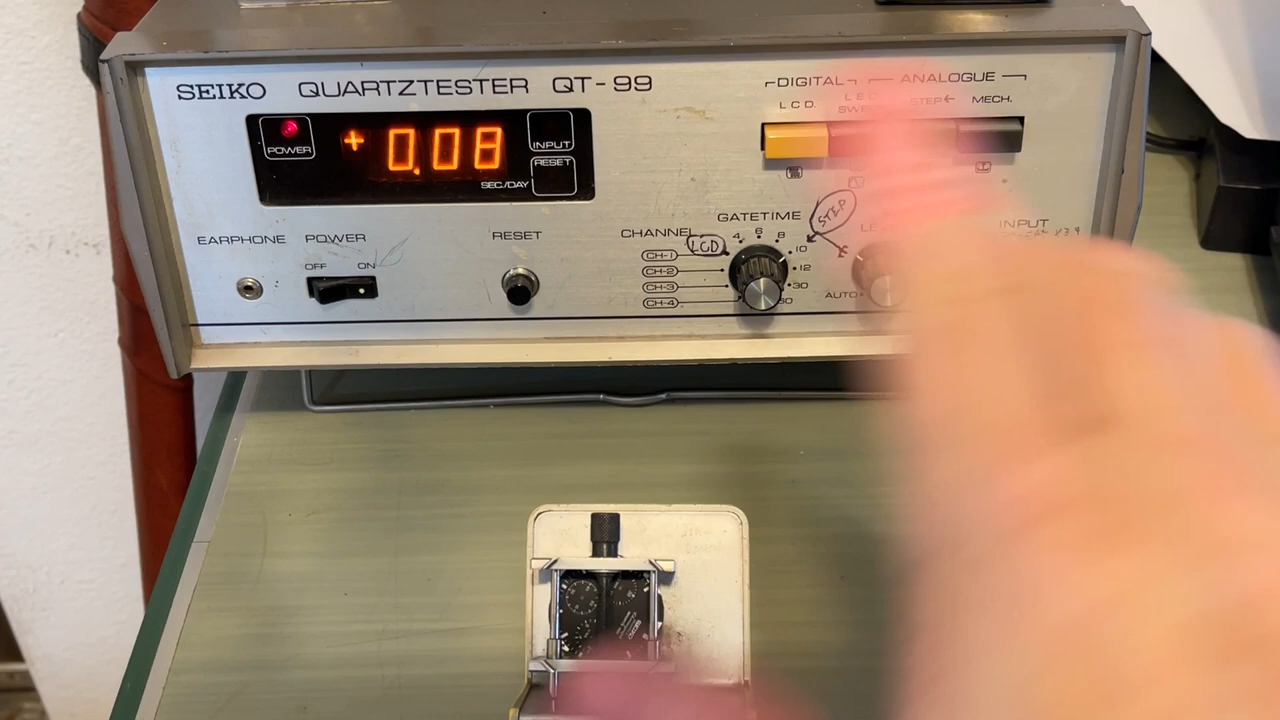 SEIKO QUARTZTESTER QT-99
DIGITAL ANALOGUE
L C D. STEP← MECH.
POWER
+ 0.08
INPUT
RESET
SEC./DAY
EARPHONE POWER RESET
OFF ON
CHANNEL GATETIME INPUT
LCD STEP
CH-1
CH-2
CH-3
CH-4
4 6 8 10 12 30
AUTO